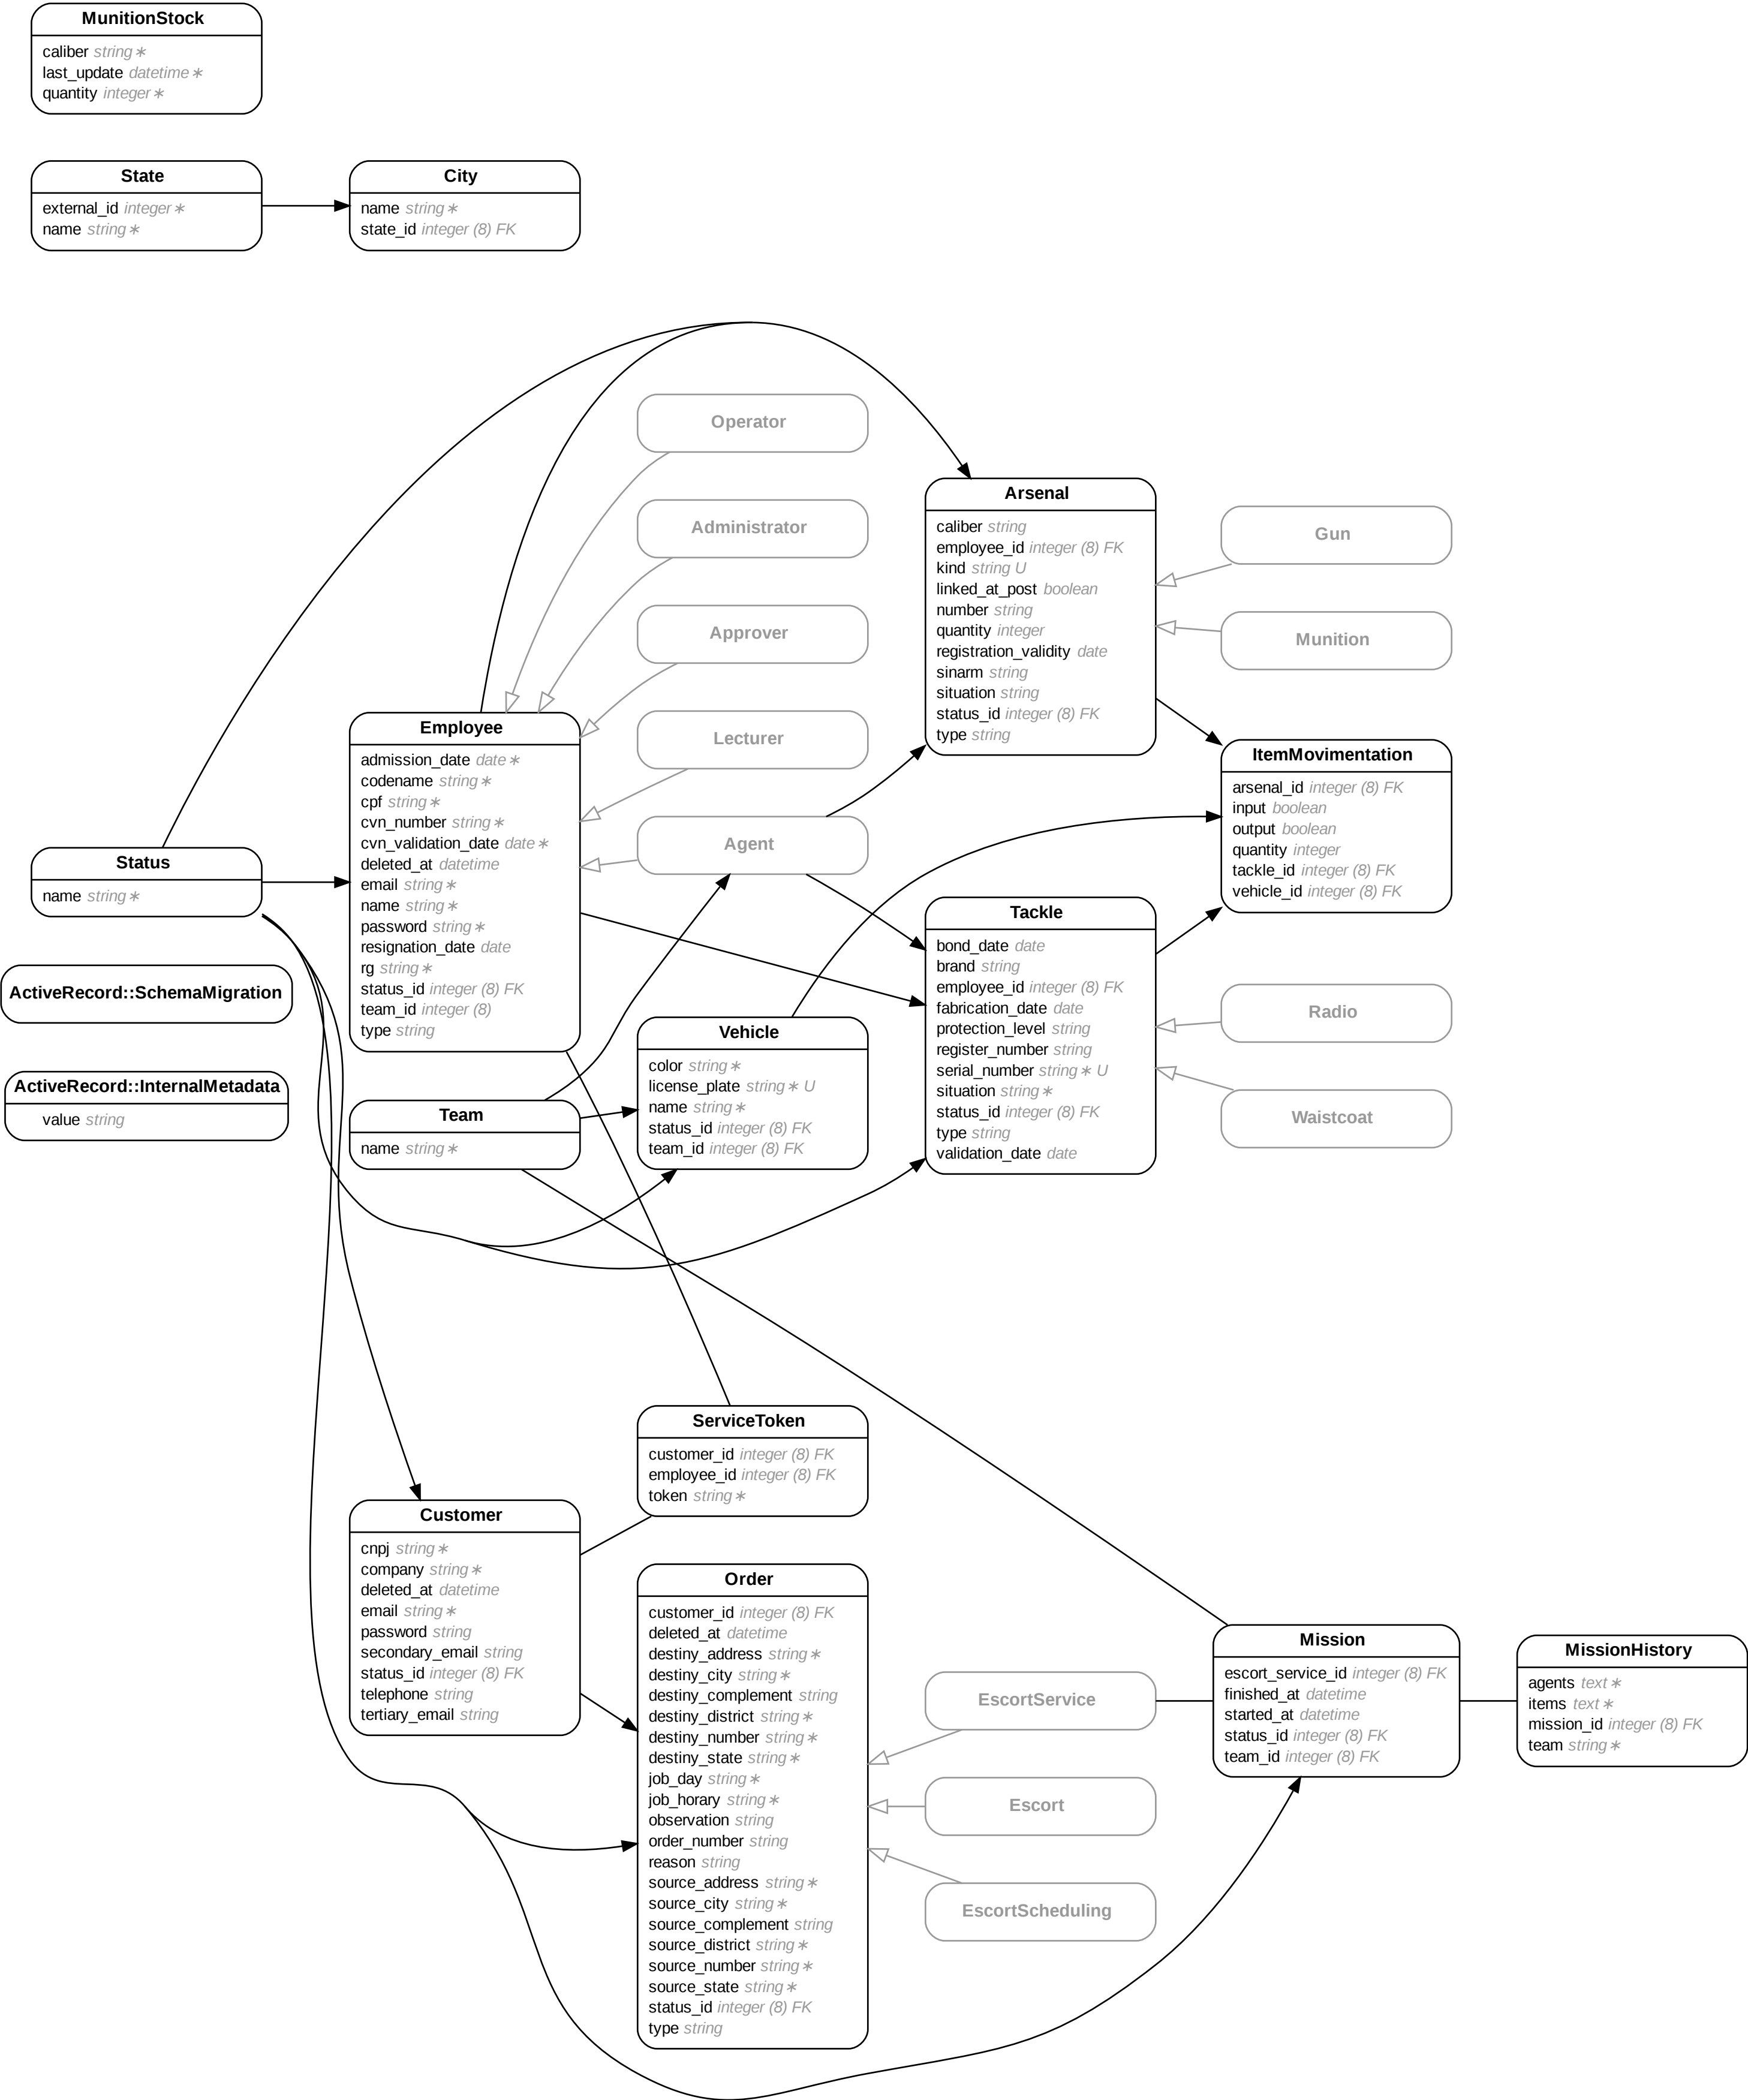 MunitionStock
caliber string ∗
last_update datetime ∗
quantity integer ∗
State
external_id integer ∗
name string ∗
City
name string ∗
state_id integer (8) FK
Operator
Administrator
Approver
Lecturer
Agent
Arsenal
caliber string
employee_id integer (8) FK
kind string U
linked_at_post boolean
number string
quantity integer
registration_validity date
sinarm string
situation string
status_id integer (8) FK
type string
Gun
Munition
Employee
admission_date date ∗
codename string ∗
cpf string ∗
cvn_number string ∗
cvn_validation_date date ∗
deleted_at datetime
email string ∗
name string ∗
password string ∗
resignation_date date
rg string ∗
status_id integer (8) FK
team_id integer (8)
type string
ItemMovimentation
arsenal_id integer (8) FK
input boolean
output boolean
quantity integer
tackle_id integer (8) FK
vehicle_id integer (8) FK
Status
name string ∗
Tackle
bond_date date
brand string
employee_id integer (8) FK
fabrication_date date
protection_level string
register_number string
serial_number string ∗ U
situation string ∗
status_id integer (8) FK
type string
validation_date date
Radio
Waistcoat
ActiveRecord::SchemaMigration
ActiveRecord::InternalMetadata
value string
Vehicle
color string ∗
license_plate string ∗ U
name string ∗
status_id integer (8) FK
team_id integer (8) FK
Team
name string ∗
ServiceToken
customer_id integer (8) FK
employee_id integer (8) FK
token string ∗
Customer
cnpj string ∗
company string ∗
deleted_at datetime
email string ∗
password string
secondary_email string
status_id integer (8) FK
telephone string
tertiary_email string
Order
customer_id integer (8) FK
deleted_at datetime
destiny_address string ∗
destiny_city string ∗
destiny_complement string
destiny_district string ∗
destiny_number string ∗
destiny_state string ∗
job_day string ∗
job_horary string ∗
observation string
order_number string
reason string
source_address string ∗
source_city string ∗
source_complement string
source_district string ∗
source_number string ∗
source_state string ∗
status_id integer (8) FK
type string
EscortService
Escort
EscortScheduling
Mission
escort_service_id integer (8) FK
finished_at datetime
started_at datetime
status_id integer (8) FK
team_id integer (8) FK
MissionHistory
agents text ∗
items text ∗
mission_id integer (8) FK
team string ∗